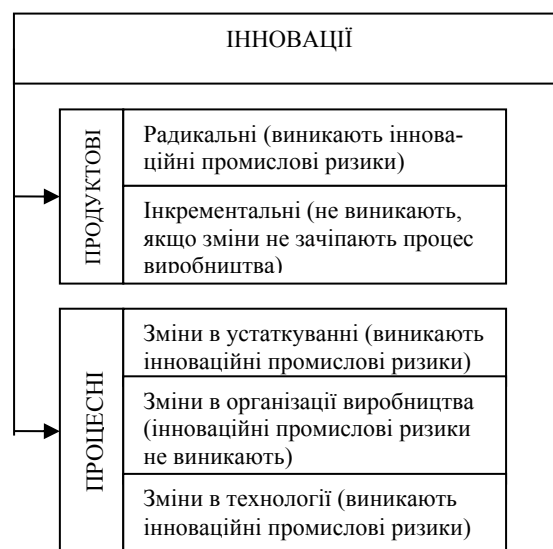 ІННОВАЦІЇ
ПРОДУКТОВІ
Радикальні (виникають іннова-
ційні промислові ризики)
Інкрементальні (не виникають,
якщо зміни не зачіпають процес
виробництва)
ПРОЦЕСНІ
Зміни в устаткуванні (виникають
інноваційні промислові ризики)
Зміни в організації виробництва
(інноваційні промислові ризики
не виникають)
Зміни в технології (виникають
інноваційні промислові ризики)